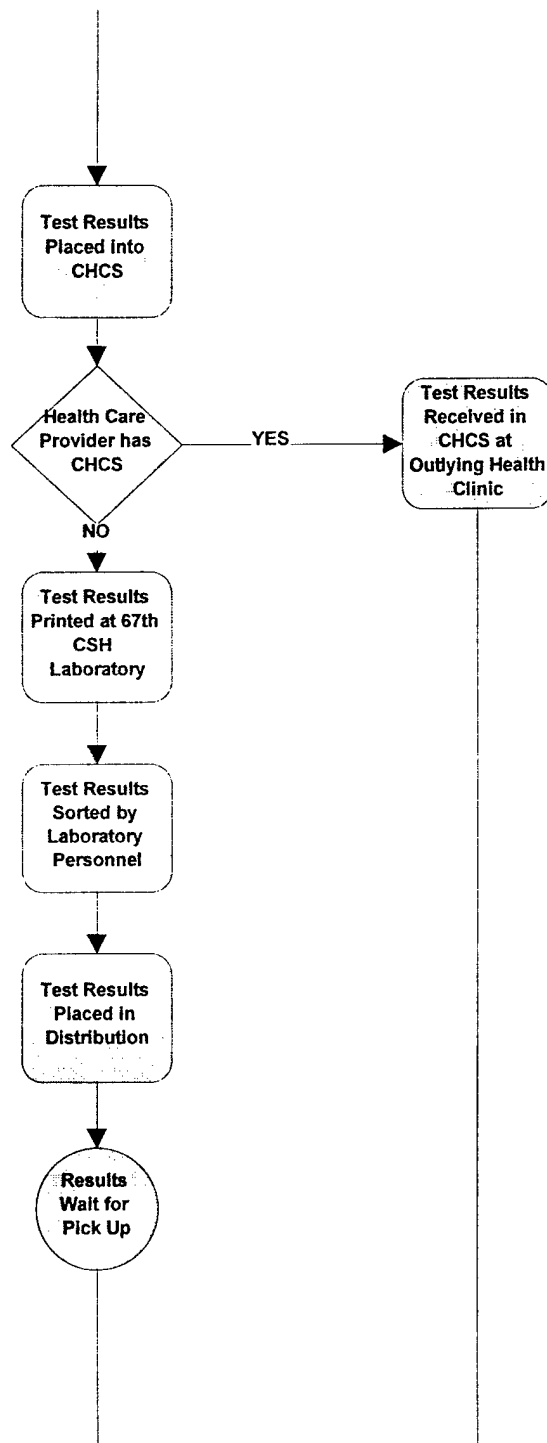 Test Results
Placed into
CHCS
Health Care
Provider has
CHCS
YES
Test Results
Received in
CHCS at
Outlying Health
Clinic
NO
Test Results
Printed at 67th
CSH
Laboratory
Test Results
Sorted by
Laboratory
Personnel
Test Results
Placed in
Distribution
Results
Wait for
Pick Up